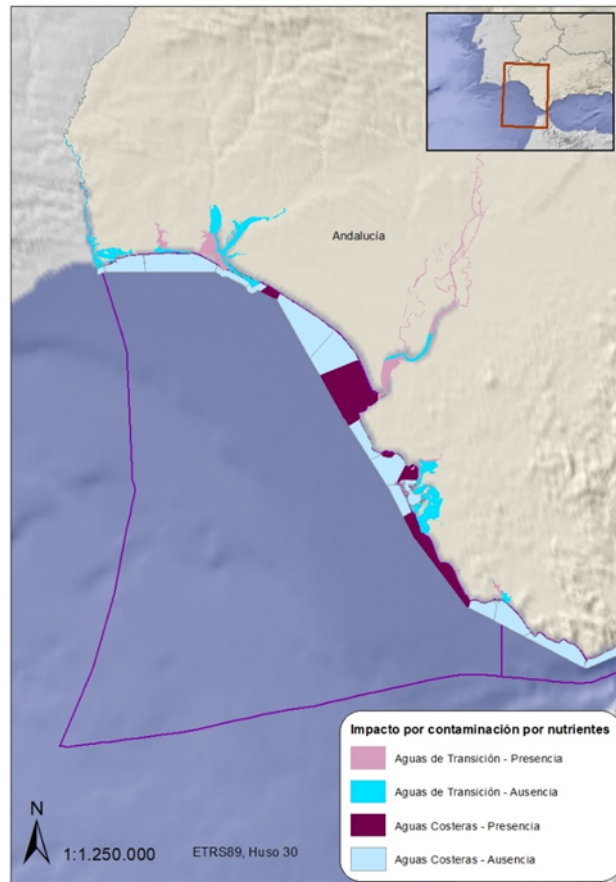 Andalucía
Impacto por contaminación por nutrientes
Aguas de Transición - Presencia
Aguas de Transición - Ausencia
Aguas Costeras - Presencia
Aguas Costeras - Ausencia
N
1:1.250.000
ETRS89, Huso 30